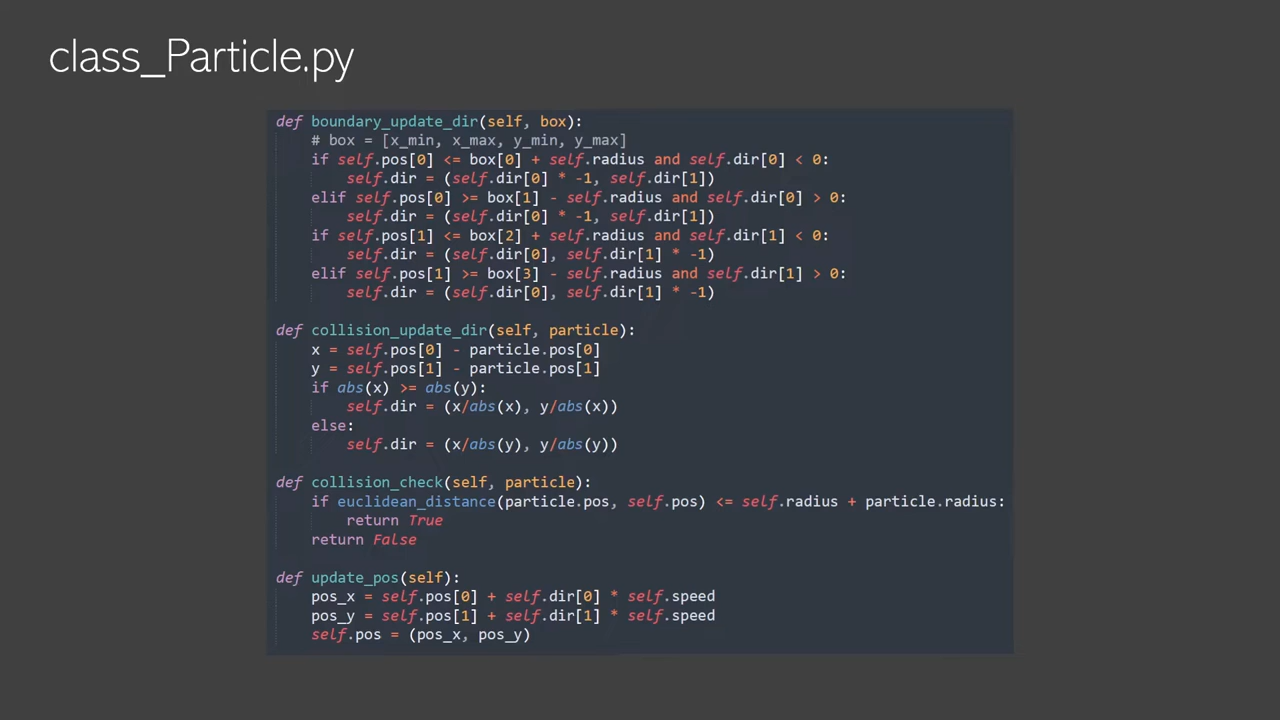 class_Particle.py
def boundary_update_dir(self, box):
# box = [x_min, x_max, y_min, y_max]
if self.pos[0] <= box[0] + self.radius and self.dir[0] < 0:
self.dir = (self.dir[0] * -1, self.dir[1])
elif self.pos[0] >= box[1] - self.radius and self.dir[0] > 0:
self.dir = (self.dir[0] * -1, self.dir[1])
if self.pos[1] <= box[2] + self.radius and self.dir[1] < 0:
self.dir = (self.dir[0], self.dir[1] * -1)
elif self.pos[1] >= box[3] - self.radius and self.dir[1] > 0:
self.dir = (self.dir[0], self.dir[1] * -1)
def collision_update_dir(self, particle):
x = self.pos[0] - particle.pos[0]
y = self.pos[1] - particle.pos[1]
if abs(x) >= abs(y):
self.dir = (x/abs(x), y/abs(x))
else:
self.dir = (x/abs(y), y/abs(y))
def collision_check(self, particle):
if euclidean_distance(particle.pos, self.pos) <= self.radius + particle.radius:
return True
return False
def update_pos(self):
pos_x = self.pos[0] + self.dir[0] * self.speed
pos_y = self.pos[1] + self.dir[1] * self.speed
self.pos = (pos_x, pos_y)